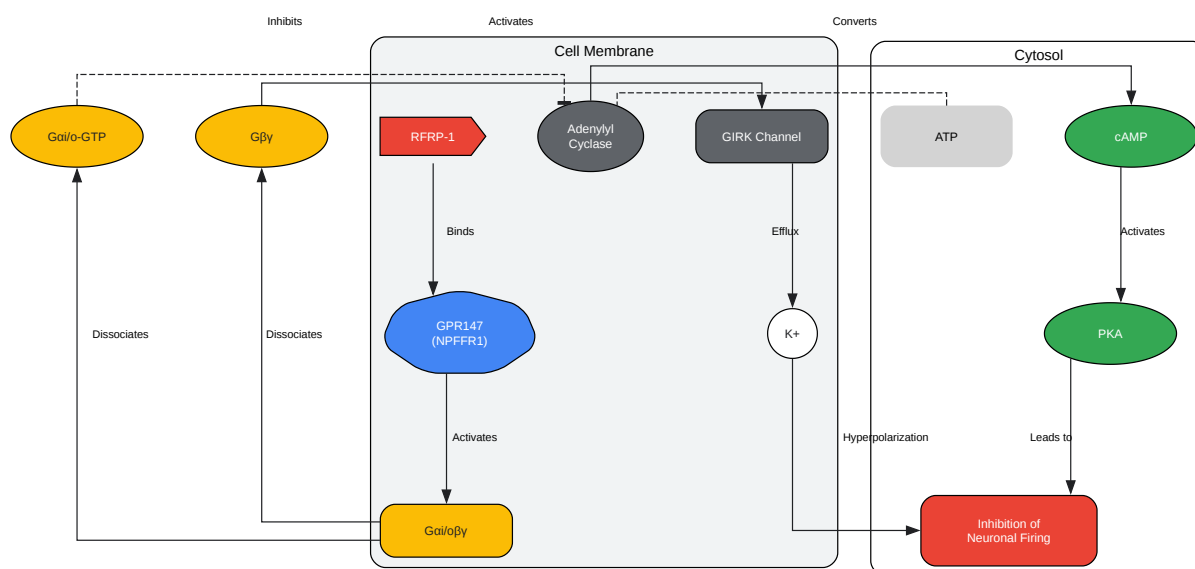 Inhibits
Activates
Converts
Cell Membrane
Cytosol
Gαi/o-GTP
Gβγ
RFRP-1
Adenylyl
Cyclase
GIRK Channel
ATP
cAMP
Binds
Efflux
Activates
Dissociates
Dissociates
GPR147
(NPFFR1)
K+
PKA
Activates
Hyperpolarization
Leads to
Gαi/oβγ
Inhibition of
Neuronal Firing